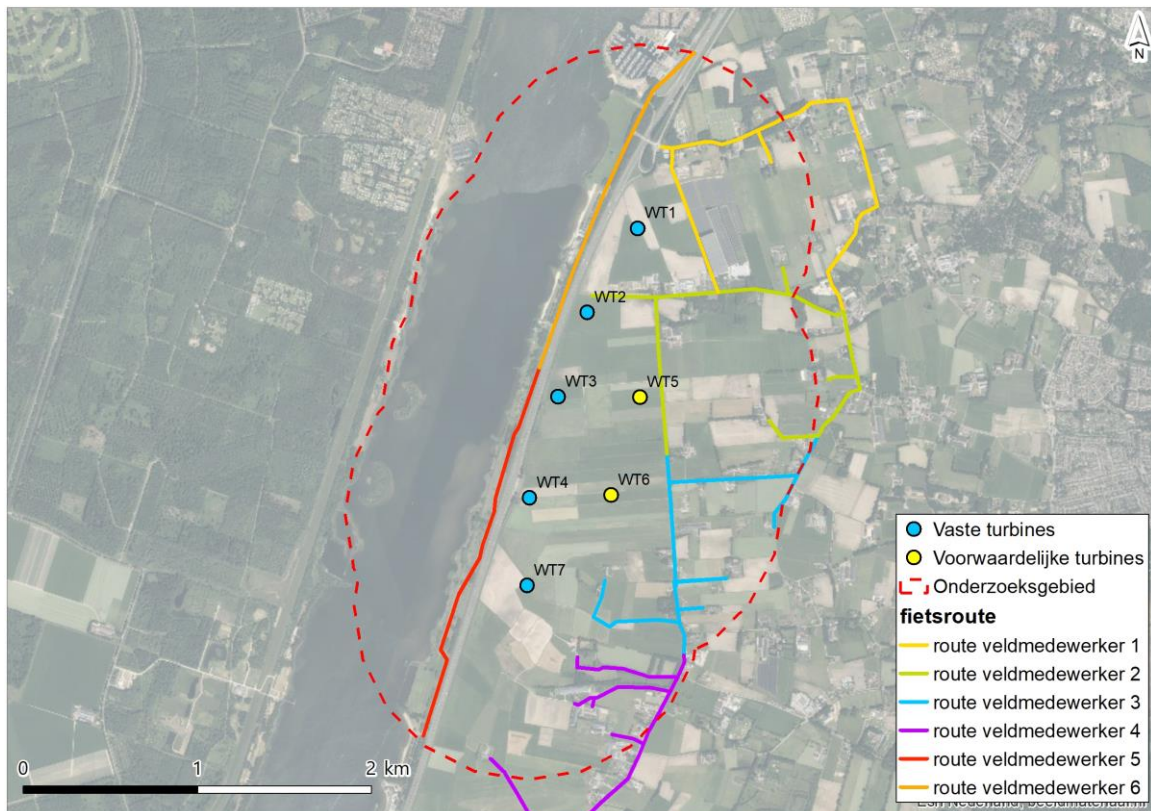 N
WT1
WT2
WT3
WT5
WT4
WT6
WT7
Vaste turbines
Voorwaardelijke turbines
Onderzoeksgebied
fietsroute
route veldmedewerker 1
route veldmedewerker 2
route veldmedewerker 3
route veldmedewerker 4
route veldmedewerker 5
route veldmedewerker 6
0 1 2 km